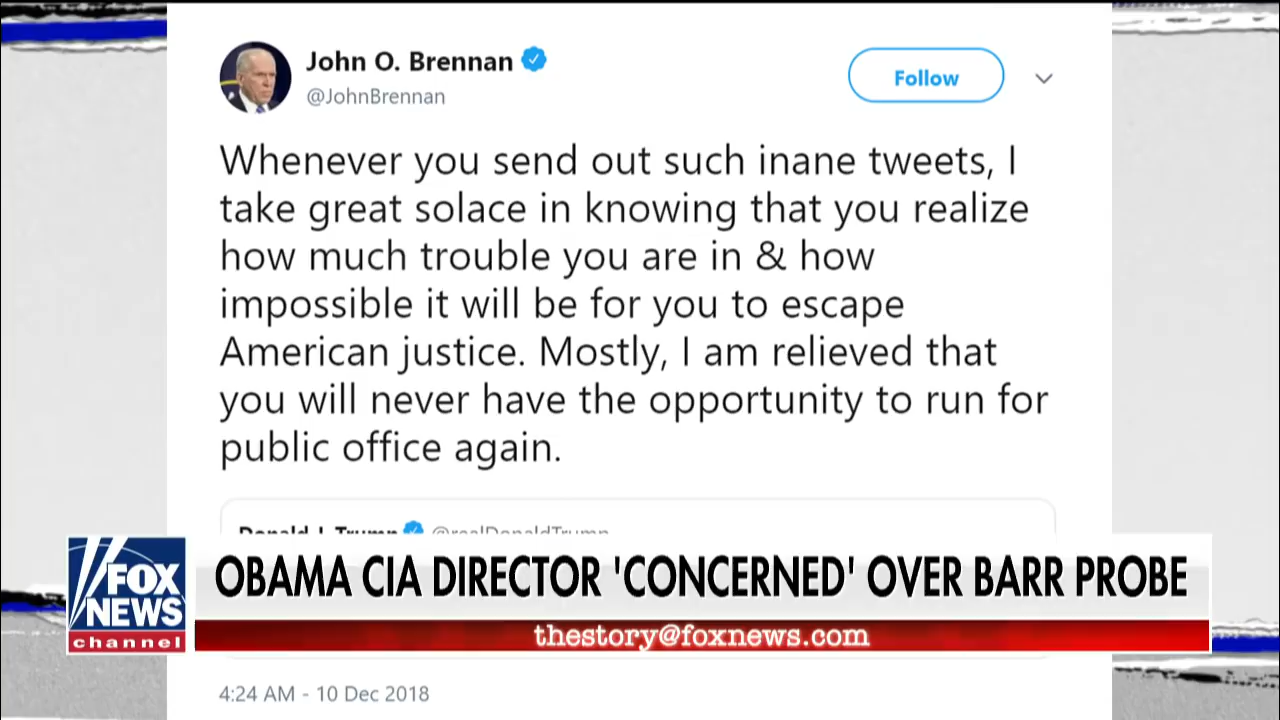 John O. Brennan
@JohnBrennan
Follow
Whenever you send out such inane tweets, I
take great solace in knowing that you realize
how much trouble you are in & how
impossible it will be for you to escape
American justice. Mostly, I am relieved that
you will never have the opportunity to run for
public office again.
Donald J. Trump @realDonaldTrump
FOX
NEWS
channel
OBAMA CIA DIRECTOR 'CONCERNED' OVER BARR PROBE
thestory@foxnews.com
4:24 AM - 10 Dec 2018